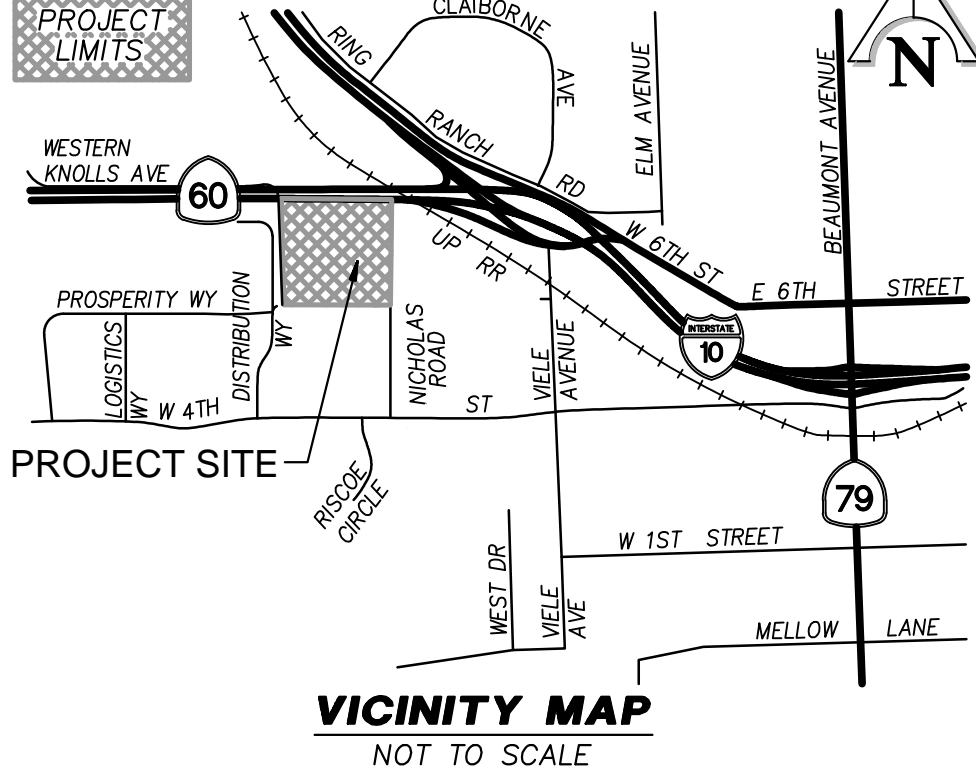 PROJECT
LIMITS
CLAIBORNE
AVE
RING
RANCH
RD
ELM AVENUE
BEAUMONT AVENUE
N
WESTERN
KNOLLS AVE
60
UP
RR
W 6TH ST
E 6TH
STREET
PROSPERITY WY
LOGISTICS
WY
DISTRIBUTION
WY
NICHOLAS
ROAD
VIELE
AVENUE
INTERSTATE
10
W 4TH
ST
PROJECT SITE
RISCOE
CIRCLE
79
W 1ST STREET
WEST DR
VIELE
AVE
MELLOW LANE
VICINITY MAP
NOT TO SCALE